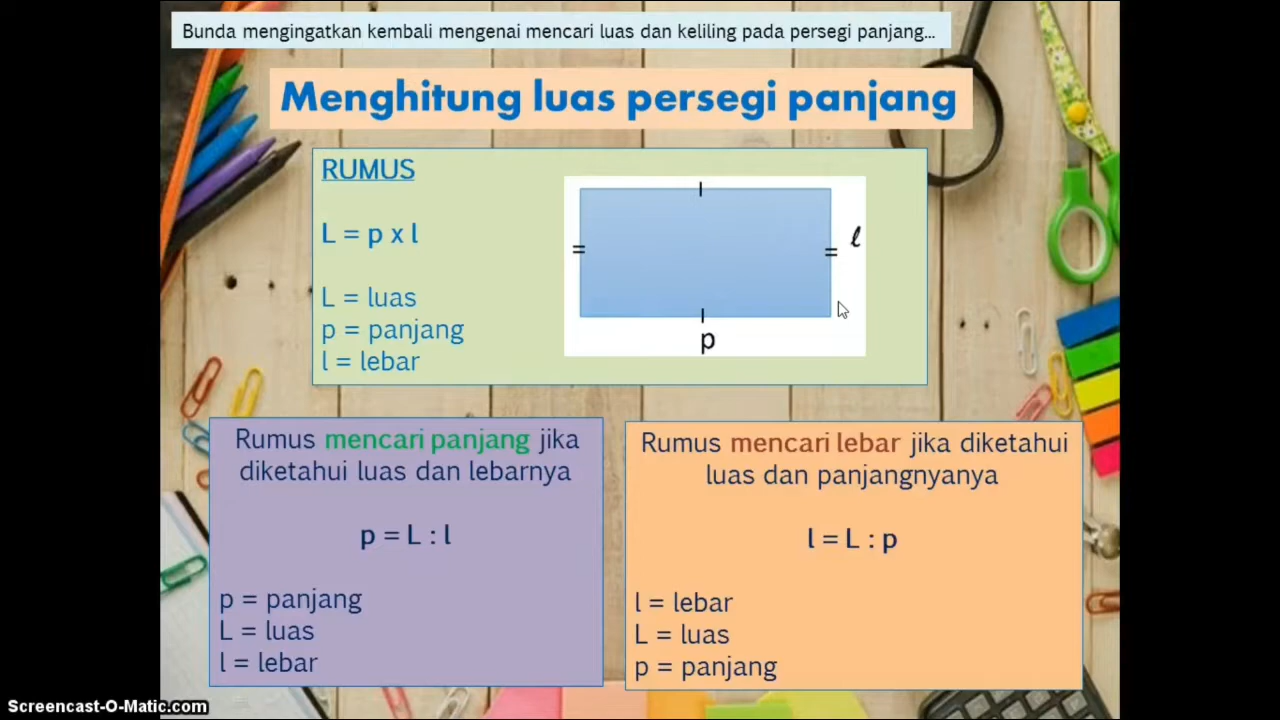 Bunda mengingatkan kembali mengenai mencari luas dan keliling pada persegi panjang...
Menghitung luas persegi panjang
RUMUS
L = p x l
L = luas
p = panjang
l = lebar
=
=
ℓ
p
Rumus mencari panjang jika
diketahui luas dan lebarnya
p = L : l
p = panjang
L = luas
l = lebar
Rumus mencari lebar jika diketahui
luas dan panjangnyanya
l = L : p
l = lebar
L = luas
p = panjang
Screencast-O-Matic.com